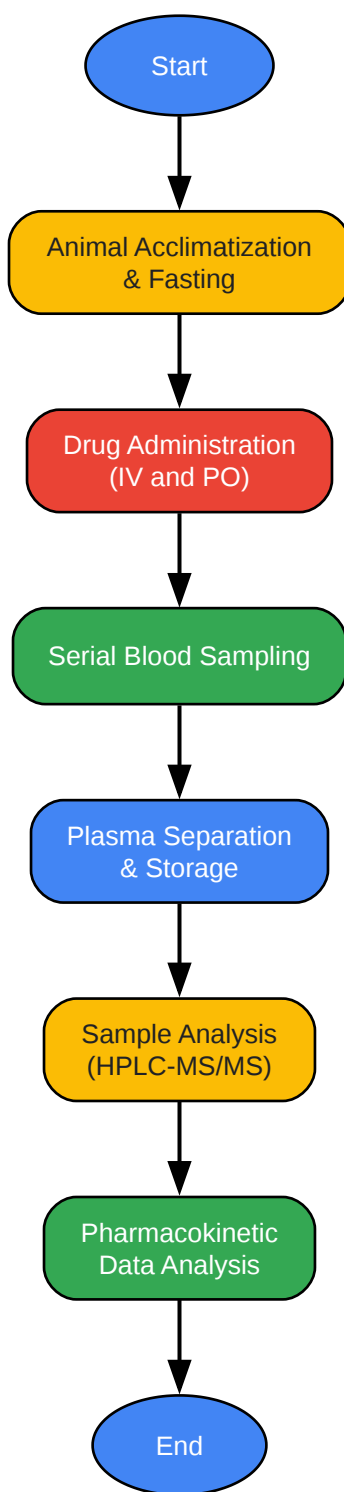 Start
Animal Acclimatization
& Fasting
Drug Administration
(IV and PO)
Serial Blood Sampling
Plasma Separation
& Storage
Sample Analysis
(HPLC-MS/MS)
Pharmacokinetic
Data Analysis
End